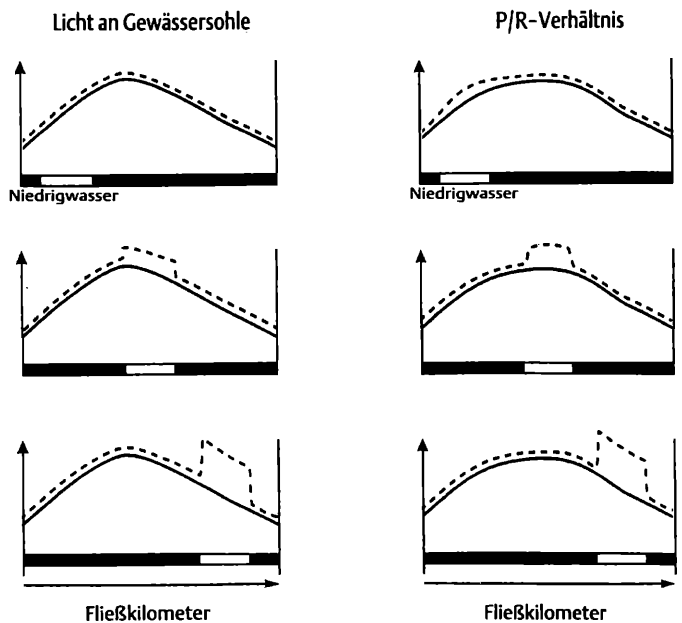 Licht an Gewässersohle
P/R-Verhältnis
Niedrigwasser
Niedrigwasser
Fließkilometer
Fließkilometer